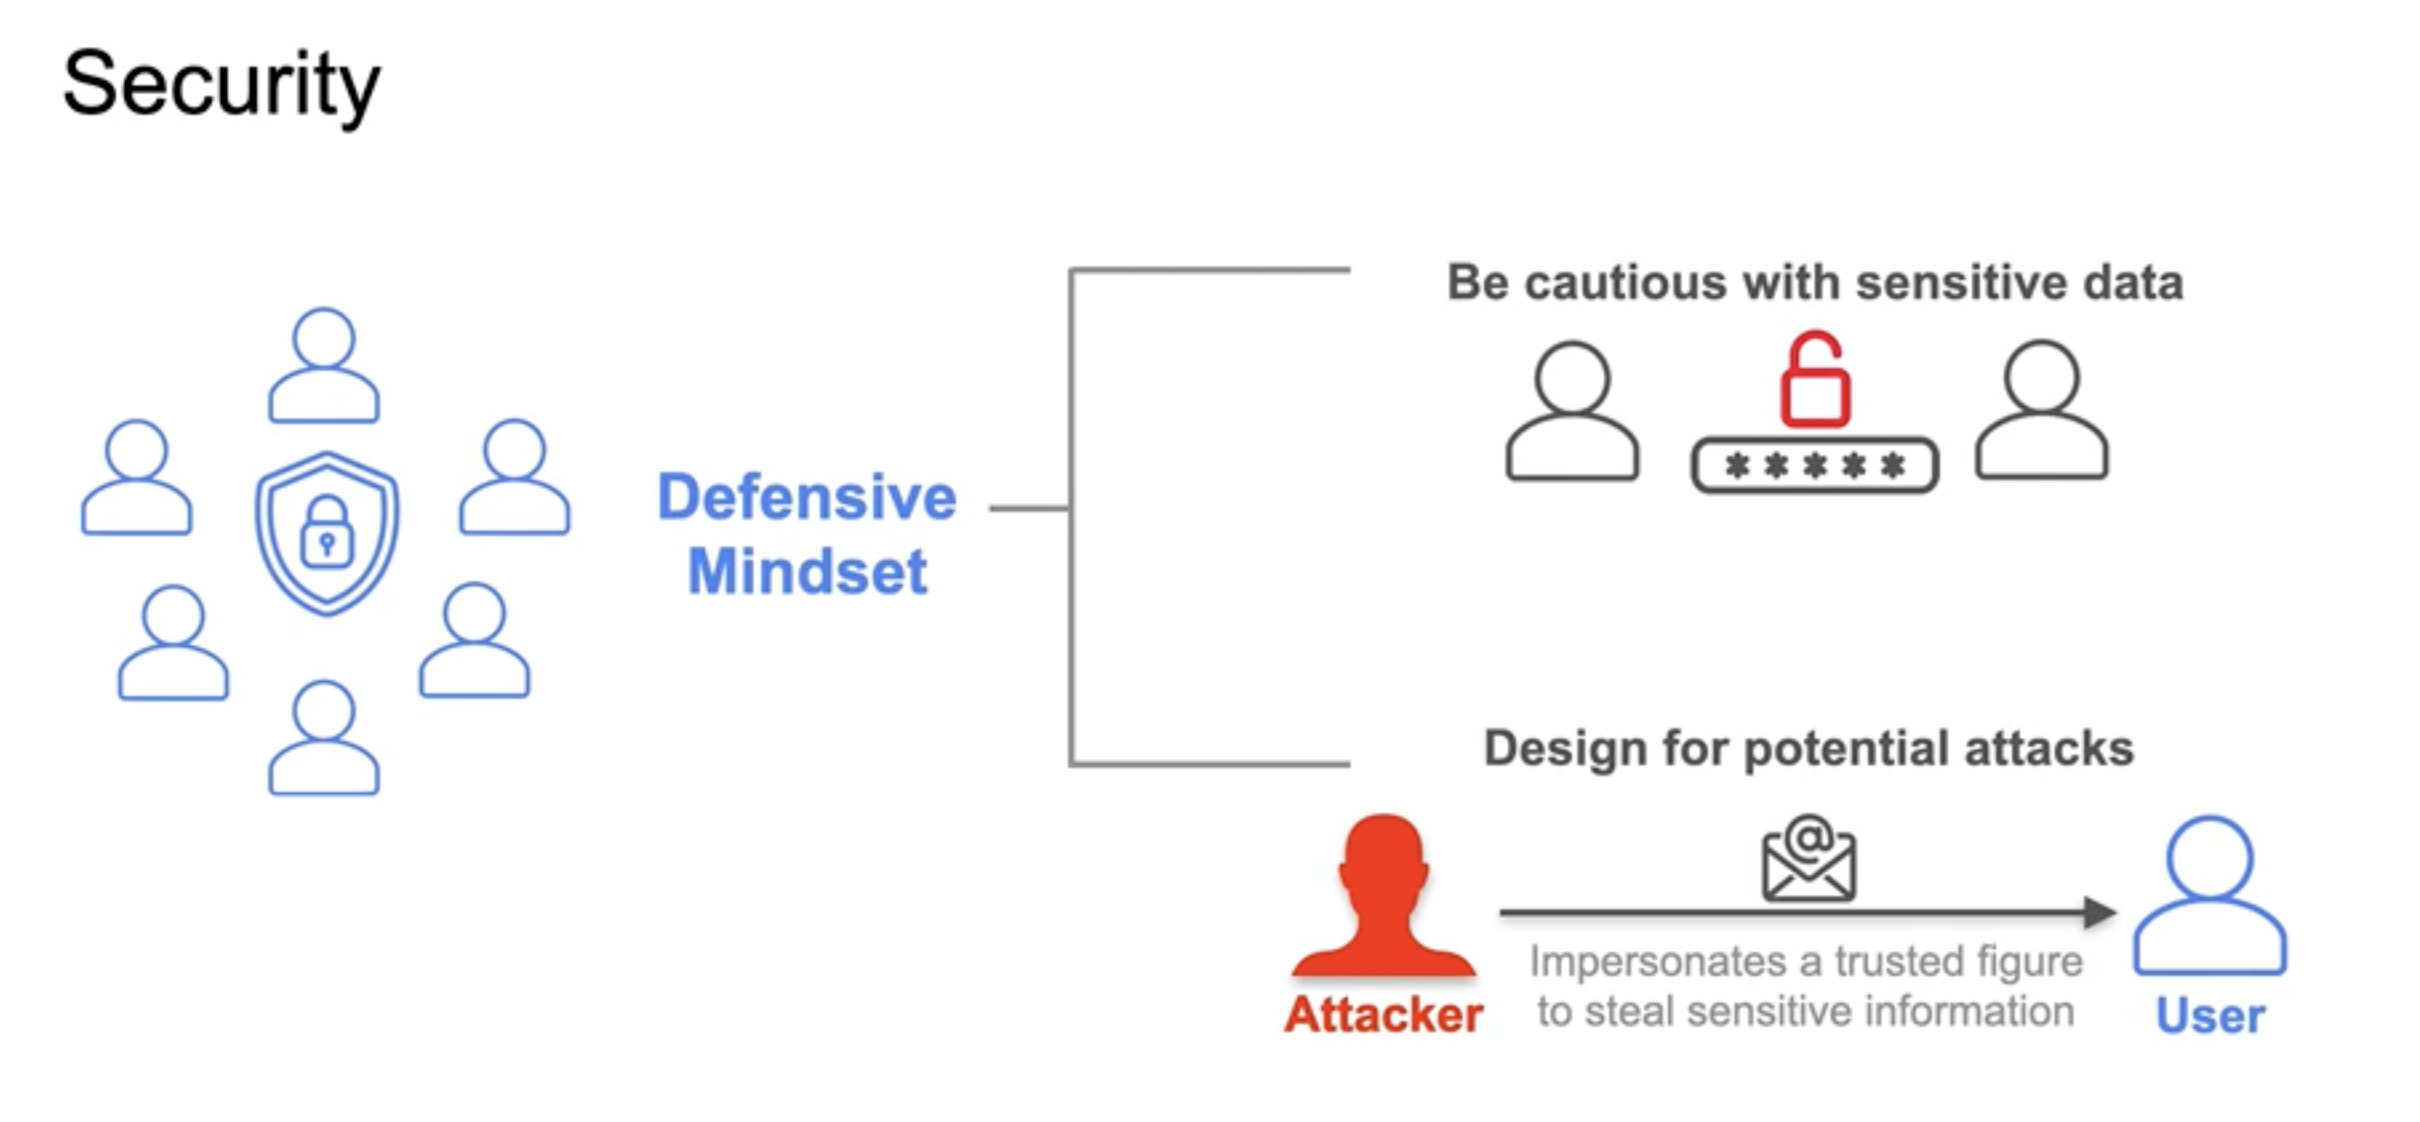 Security
Defensive
Mindset
Be cautious with sensitive data
*****
Design for potential attacks
@
Impersonates a trusted figure
to steal sensitive information
Attacker
User